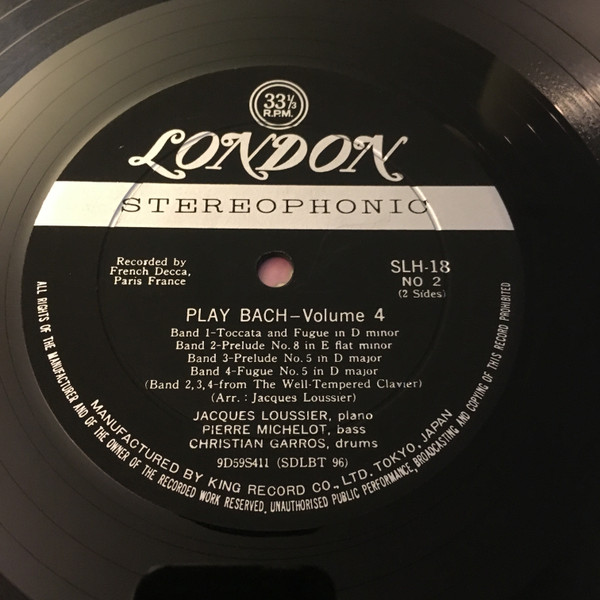 33⅓
R.P.M.
LONDON
STEREOPHONIC
Recorded by
French Decca,
Paris France
SLH-18
NO 2
(2 Sides)
PLAY BACH—Volume 4
Band 1-Toccata and Fugue in D minor
Band 2-Prelude No. 8 in E flat minor
Band 3-Prelude No. 5 in D major
Band 4-Fugue No. 5 in D major
(Band 2,3,4-from The Well-Tempered Clavier)
(Arr. : Jacques Loussier)
JACQUES LOUSSIER, piano
PIERRE MICHELOT, bass
CHRISTIAN GARROS, drums
9D59S411 (SDLBT 96)
MANUFACTURED BY KING RECORD CO., LTD. TOKYO, JAPAN
ALL RIGHTS OF THE MANUFACTURER AND OF THE OWNER OF THE RECORDED WORK RESERVED, UNAUTHORISED PUBLIC PERFORMANCE, BROADCASTING AND COPYING OF THIS RECORD PROHIBITED